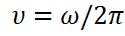 𝜐 = 𝜔/2𝜋